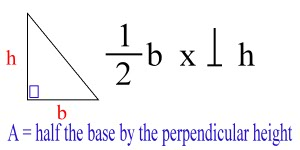 h
1/2 b x ⊥ h
b
A = half the base by the perpendicular height